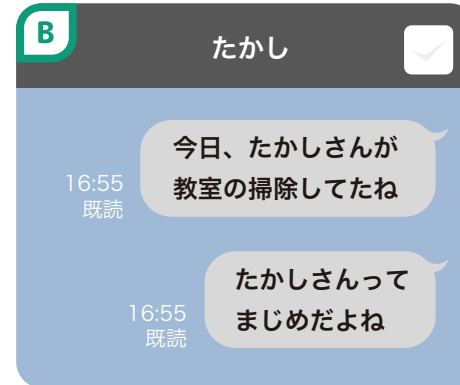 B
たかし
今日、たかしさんが
教室の掃除してたね
16:55
既読
たかしさんって
まじめだよね
16:55
既読